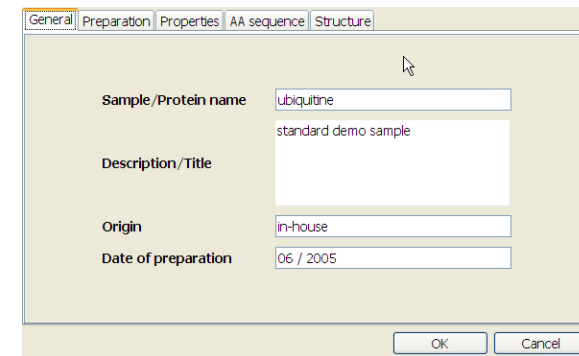 General Preparation Properties AA sequence Structure
Sample/Protein name ubiquitine
standard demo sample
Description/Title
Origin in-house
Date of preparation 06 / 2005
OK Cancel